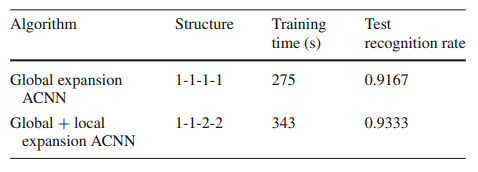 Algorithm Structure Training time (s) Test recognition rate
Global expansion ACNN 1-1-1-1 275 0.9167
Global + local expansion ACNN 1-1-2-2 343 0.9333